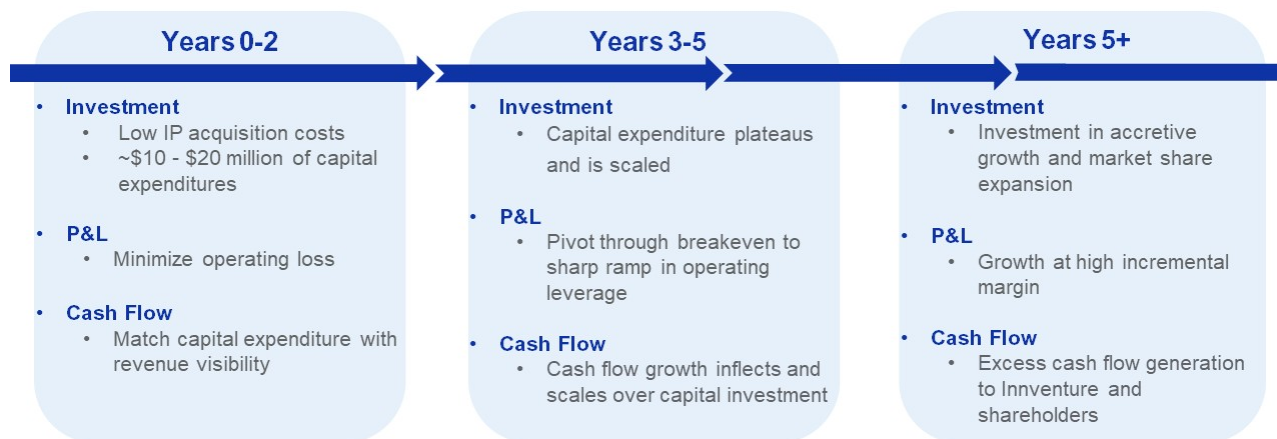 Years 0-2
• Investment
• Low IP acquisition costs
• ~$10 - $20 million of capital
expenditures
• P&L
• Minimize operating loss
• Cash Flow
• Match capital expenditure with
revenue visibility
Years 3-5
• Investment
• Capital expenditure plateaus
and is scaled
• P&L
• Pivot through breakeven to
sharp ramp in operating
leverage
• Cash Flow
• Cash flow growth inflects and
scales over capital investment
Years 5+
• Investment
• Investment in accretive
growth and market share
expansion
• P&L
• Growth at high incremental
margin
• Cash Flow
• Excess cash flow generation
to Innventure and
shareholders